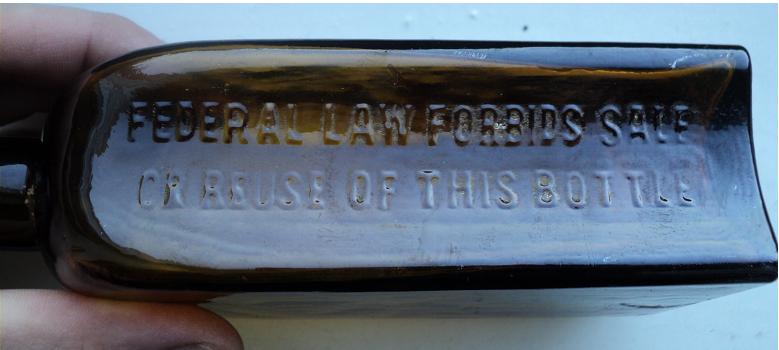 FEDERAL LAW FORBIDS SALE
OR REUSE OF THIS BOTTLE